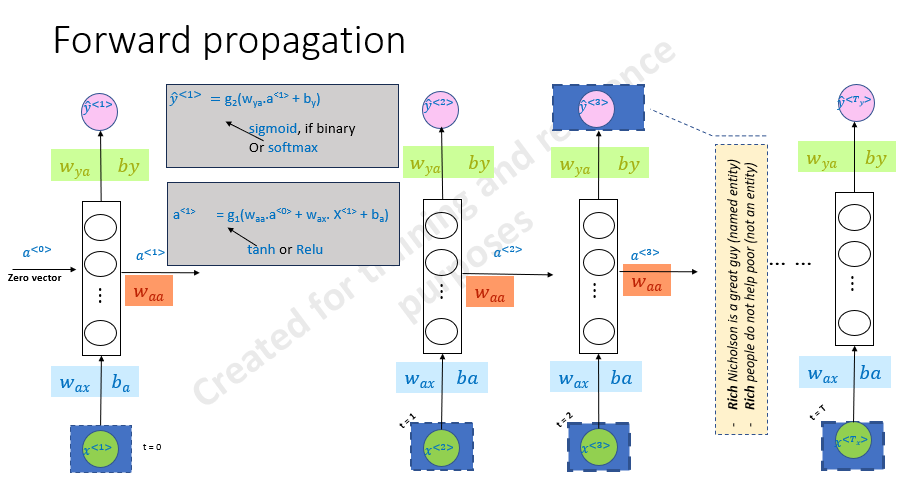 Forward propagation
ŷ<1>
ŷ<1> = g2(wya.a<1> + by)
sigmoid, if binary
Or softmax
ŷ<2>
ŷ<3>
ŷ<Ty>
wya by
wya by
wya by
wya by
a<1> = g1(waa.a<0> + wax. X<1> + ba)
tanh or Relu
a<0>
Zero vector
a<1>
waa
a<2>
waa
a<3>
waa
... ...
- Rich Nicholson is a great guy (named entity)
- Rich people do not help poor (not an entity)
wax ba
wax ba
wax ba
wax ba
x<1>
t = 0
t = 1
x<2>
t = 2
x<3>
t = T
x<Tx>
Created for training and reference
purposes